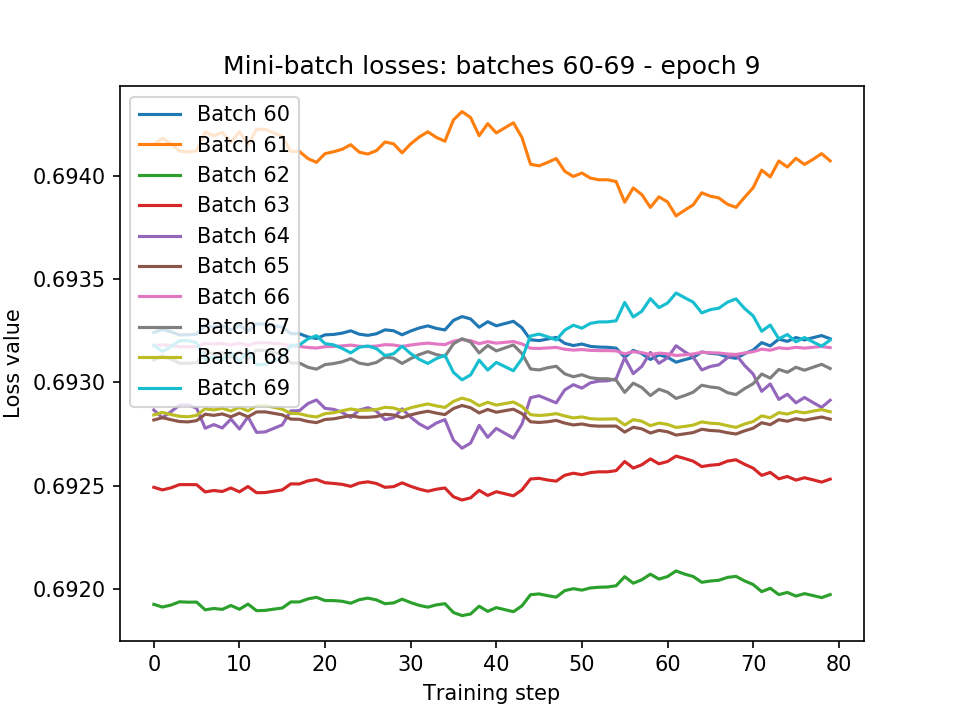 Mini-batch losses: batches 60-69 - epoch 9
Batch 60
Batch 61
Batch 62
Batch 63
Batch 64
Batch 65
Batch 66
Batch 67
Batch 68
Batch 69
0.6940
0.6935
0.6930
0.6925
0.6920
Loss value
0 10 20 30 40 50 60 70 80
Training step